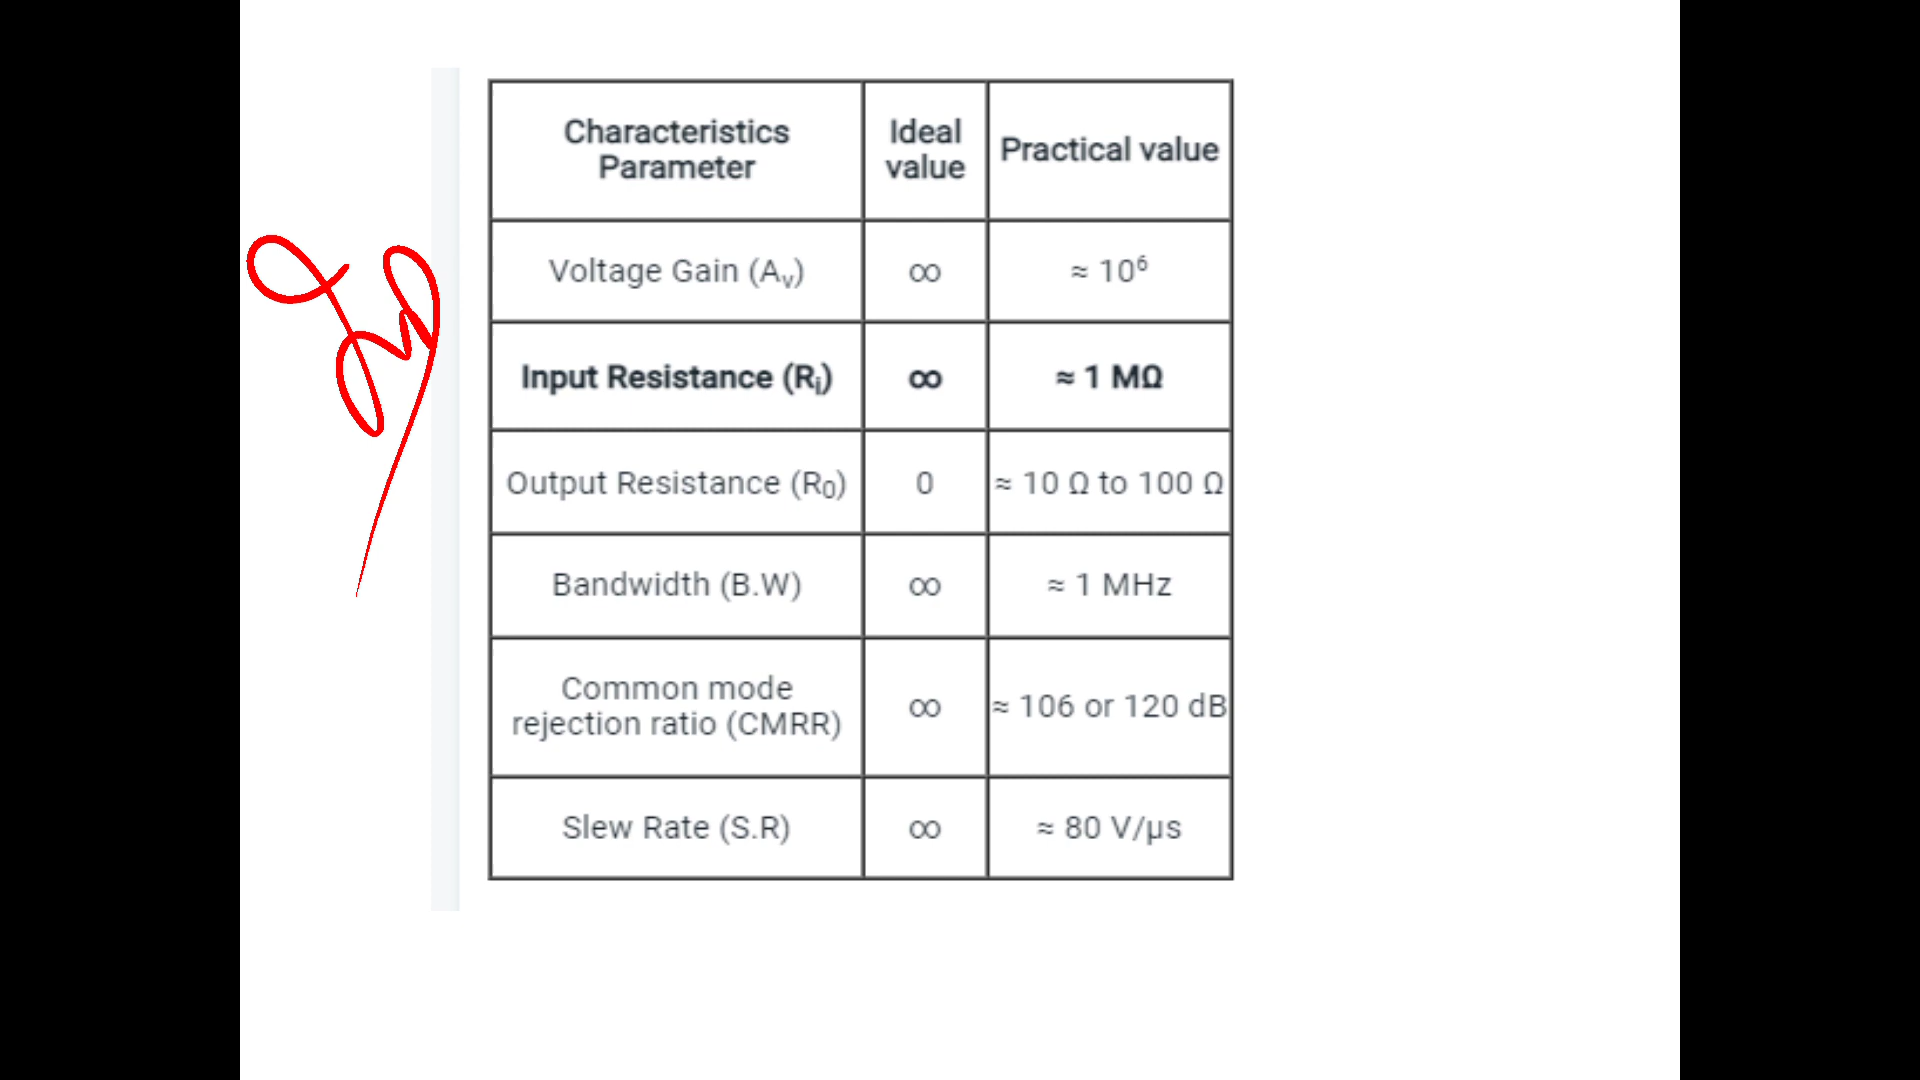 Characteristics Parameter
Ideal value
Practical value
Voltage Gain (Aᵥ)
∞
≈ 10⁶
Input Resistance (Rᵢ)
∞
≈ 1 MΩ
Output Resistance (R₀)
0
≈ 10 Ω to 100 Ω
Bandwidth (B.W)
∞
≈ 1 MHz
Common mode
rejection ratio (CMRR)
∞
≈ 106 or 120 dB
Slew Rate (S.R)
∞
≈ 80 V/μs